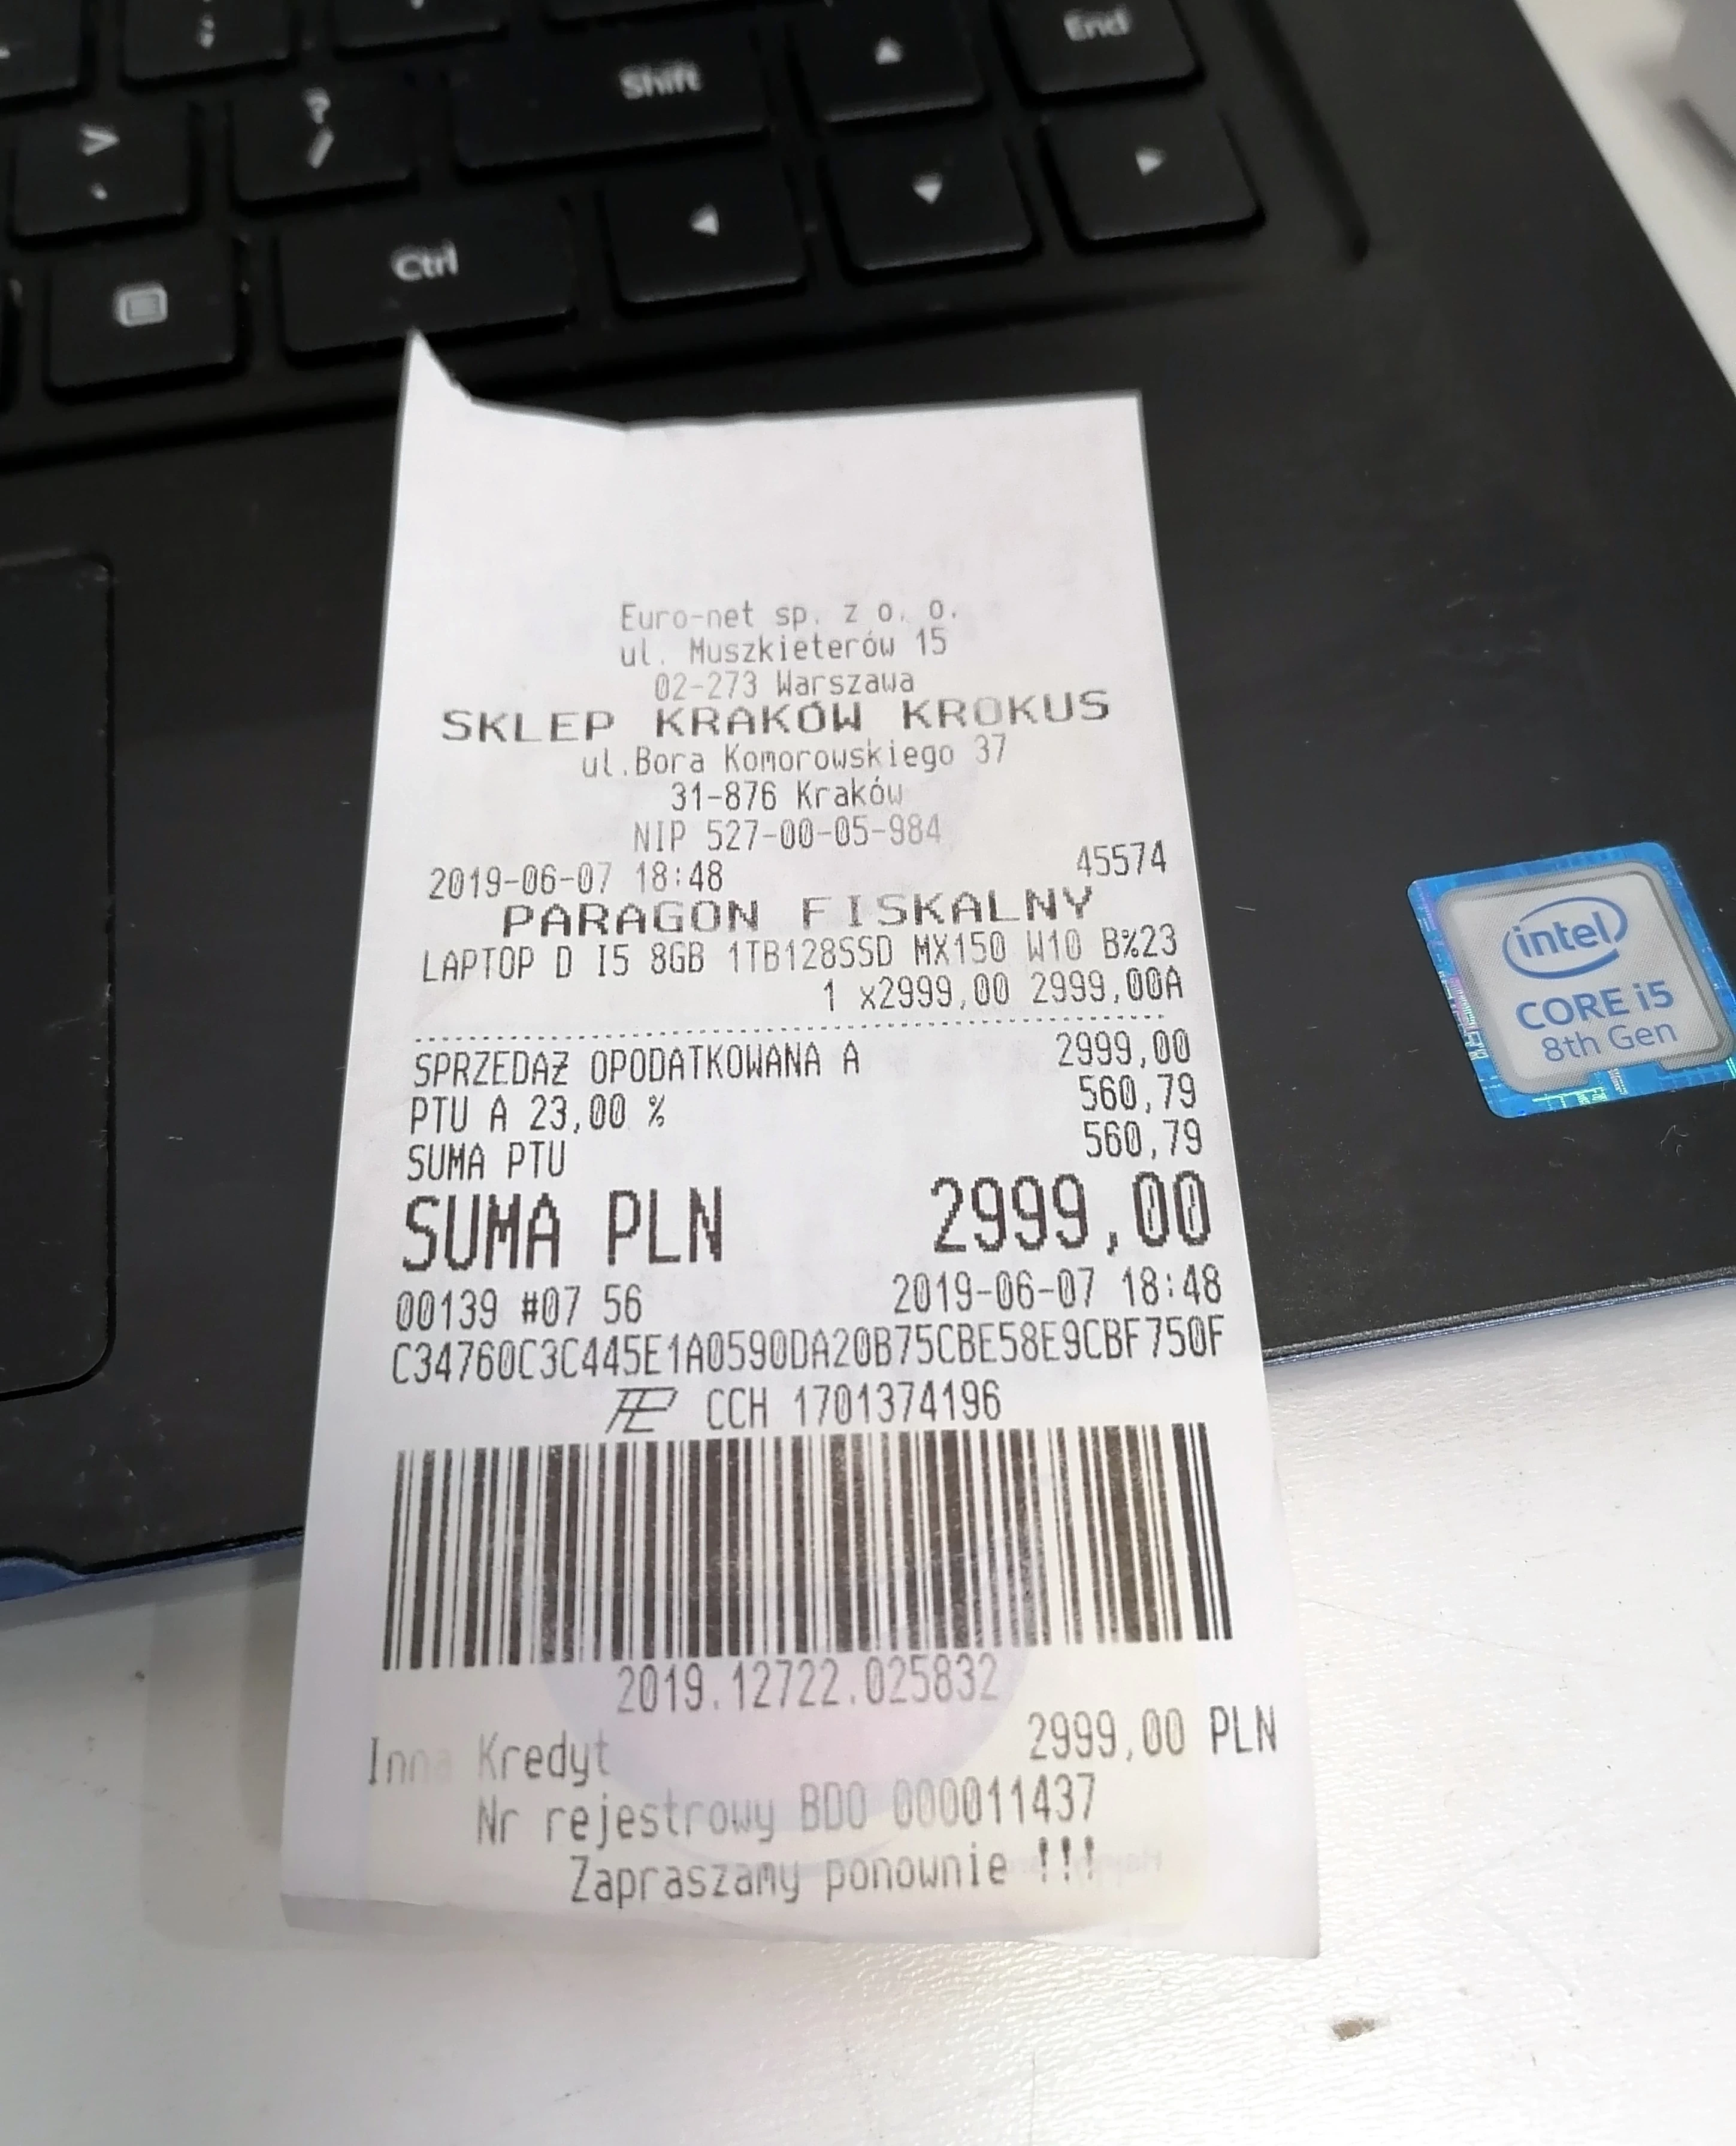 End
Shift
?
/
>
.
Ctrl
Euro-net sp. z o. o.
ul. Muszkieterów 15
02-273 Warszawa
SKLEP KRAKÓW KROKUS
ul.Bora Komorowskiego 37
31-876 Kraków
NIP 527-00-05-984
2019-06-07 18:48 45574
PARAGON FISKALNY
LAPTOP D I5 8GB 1TB128SSD MX150 W10 B%23
1 x2999,00 2999,00A
SPRZEDAŻ OPODATKOWANA A 2999,00
PTU A 23,00 % 560,79
SUMA PTU 560,79
SUMA PLN 2999,00
00139 #07 56 2019-06-07 18:48
C34760C3C445E1A0590DA20B75CBE58E9CBF750F
CCH 1701374196
2019.12722.025832
Inna Kredyt 2999,00 PLN
Nr rejestrowy BDO 000011437
Zapraszamy ponownie !!!
intel
CORE i5
8th Gen